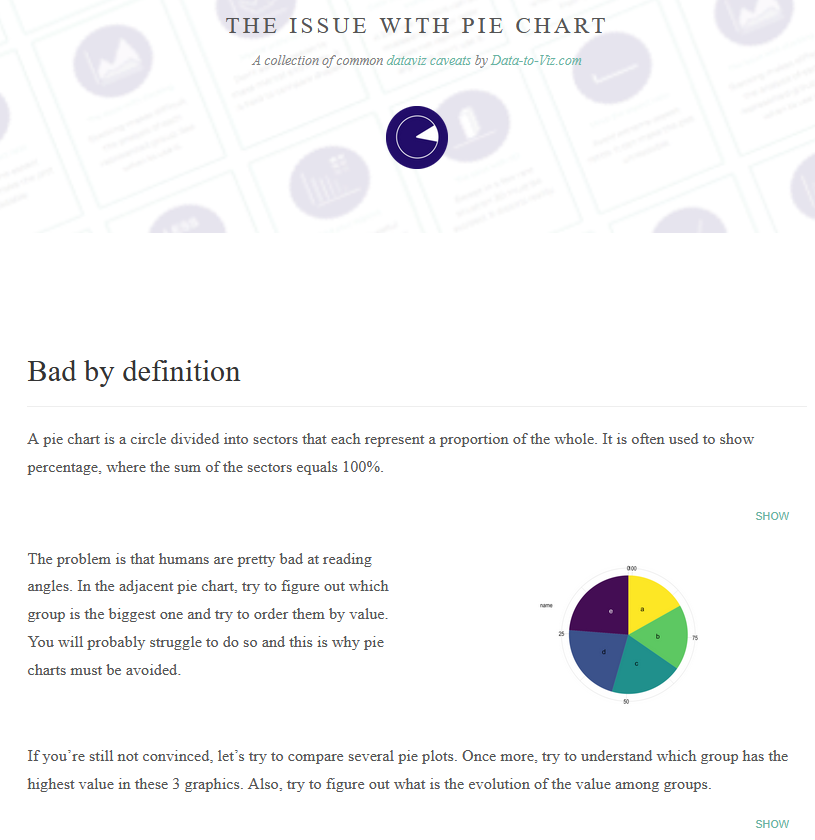 THE ISSUE WITH PIE CHART
A collection of common dataviz caveats by Data-to-Viz.com
Bad by definition
A pie chart is a circle divided into sectors that each represent a proportion of the whole. It is often used to show
percentage, where the sum of the sectors equals 100%.
SHOW
The problem is that humans are pretty bad at reading
angles. In the adjacent pie chart, try to figure out which
group is the biggest one and try to order them by value.
You will probably struggle to do so and this is why pie
charts must be avoided.
name
e
a
25
b
75
d
c
50
If you're still not convinced, let's try to compare several pie plots. Once more, try to understand which group has the
highest value in these 3 graphics. Also, try to figure out what is the evolution of the value among groups.
SHOW